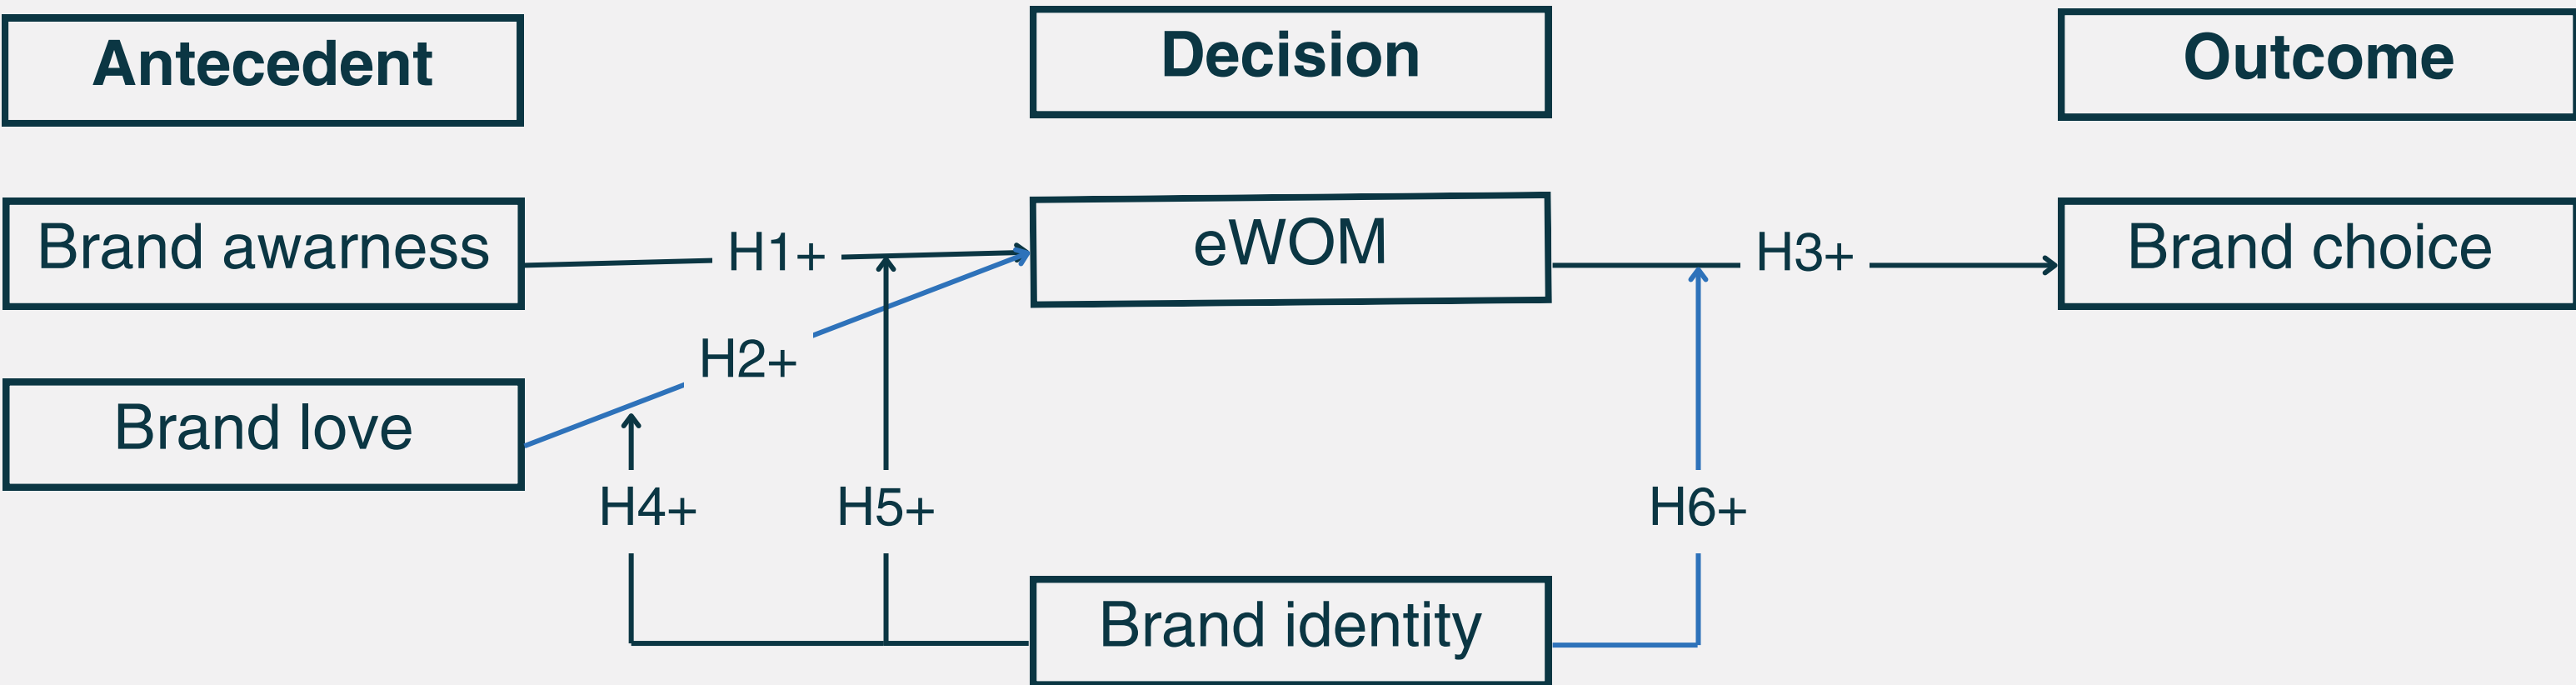 Antecedent
Decision
Outcome
Brand awarness
H1+
eWOM
H3+
Brand choice
H2+
Brand love
H4+
H5+
H6+
Brand identity